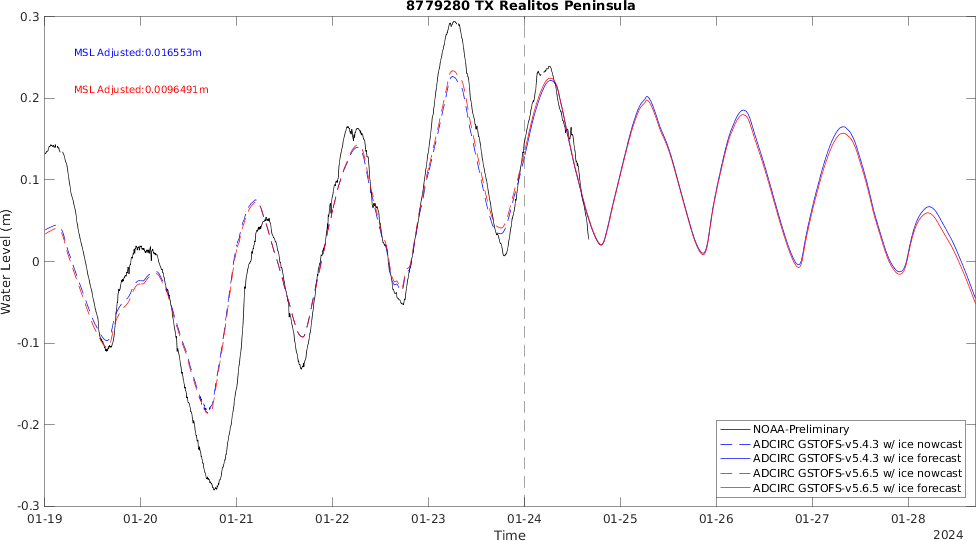 8779280 TX Realitos Peninsula
0.3
MSL Adjusted:0.016553m
MSL Adjusted:0.0096491m
0.2
0.1
0
-0.1
-0.2
-0.3
Water Level (m)
NOAA-Preliminary
ADCIRC GSTOFS-v5.4.3 w/ ice nowcast
ADCIRC GSTOFS-v5.4.3 w/ ice forecast
ADCIRC GSTOFS-v5.6.5 w/ ice nowcast
ADCIRC GSTOFS-v5.6.5 w/ ice forecast
01-19 01-20 01-21 01-22 01-23 01-24 01-25 01-26 01-27 01-28
Time
2024